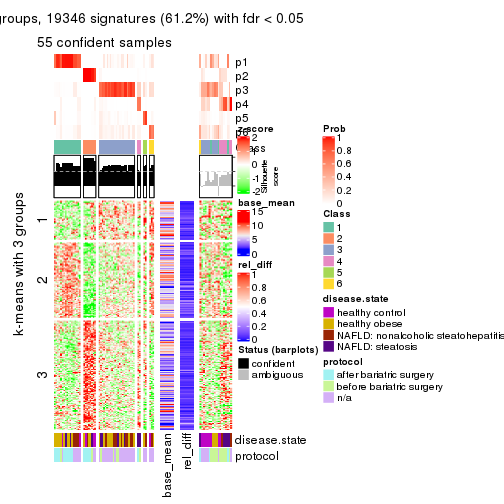 groups, 19346 signatures (61.2%) with fdr < 0.05
55 confident samples
p1
p2
p3
p4
p5
Silhouette
score
k-means with 3 groups
1
2
3
base_mean
rel_diff
disease.state
protocol
z-score
2
1
0
-1
-2
base_mean
15
10
5
0
rel_diff
1
0.8
0.6
0.4
0.2
0
Status (barplots)
confident
ambiguous
Prob
1
0.8
0.6
0.4
0.2
0
Class
1
2
3
4
5
6
disease.state
healthy control
healthy obese
NAFLD: nonalcoholic steatohepatitis
NAFLD: steatosis
protocol
after bariatric surgery
before bariatric surgery
n/a